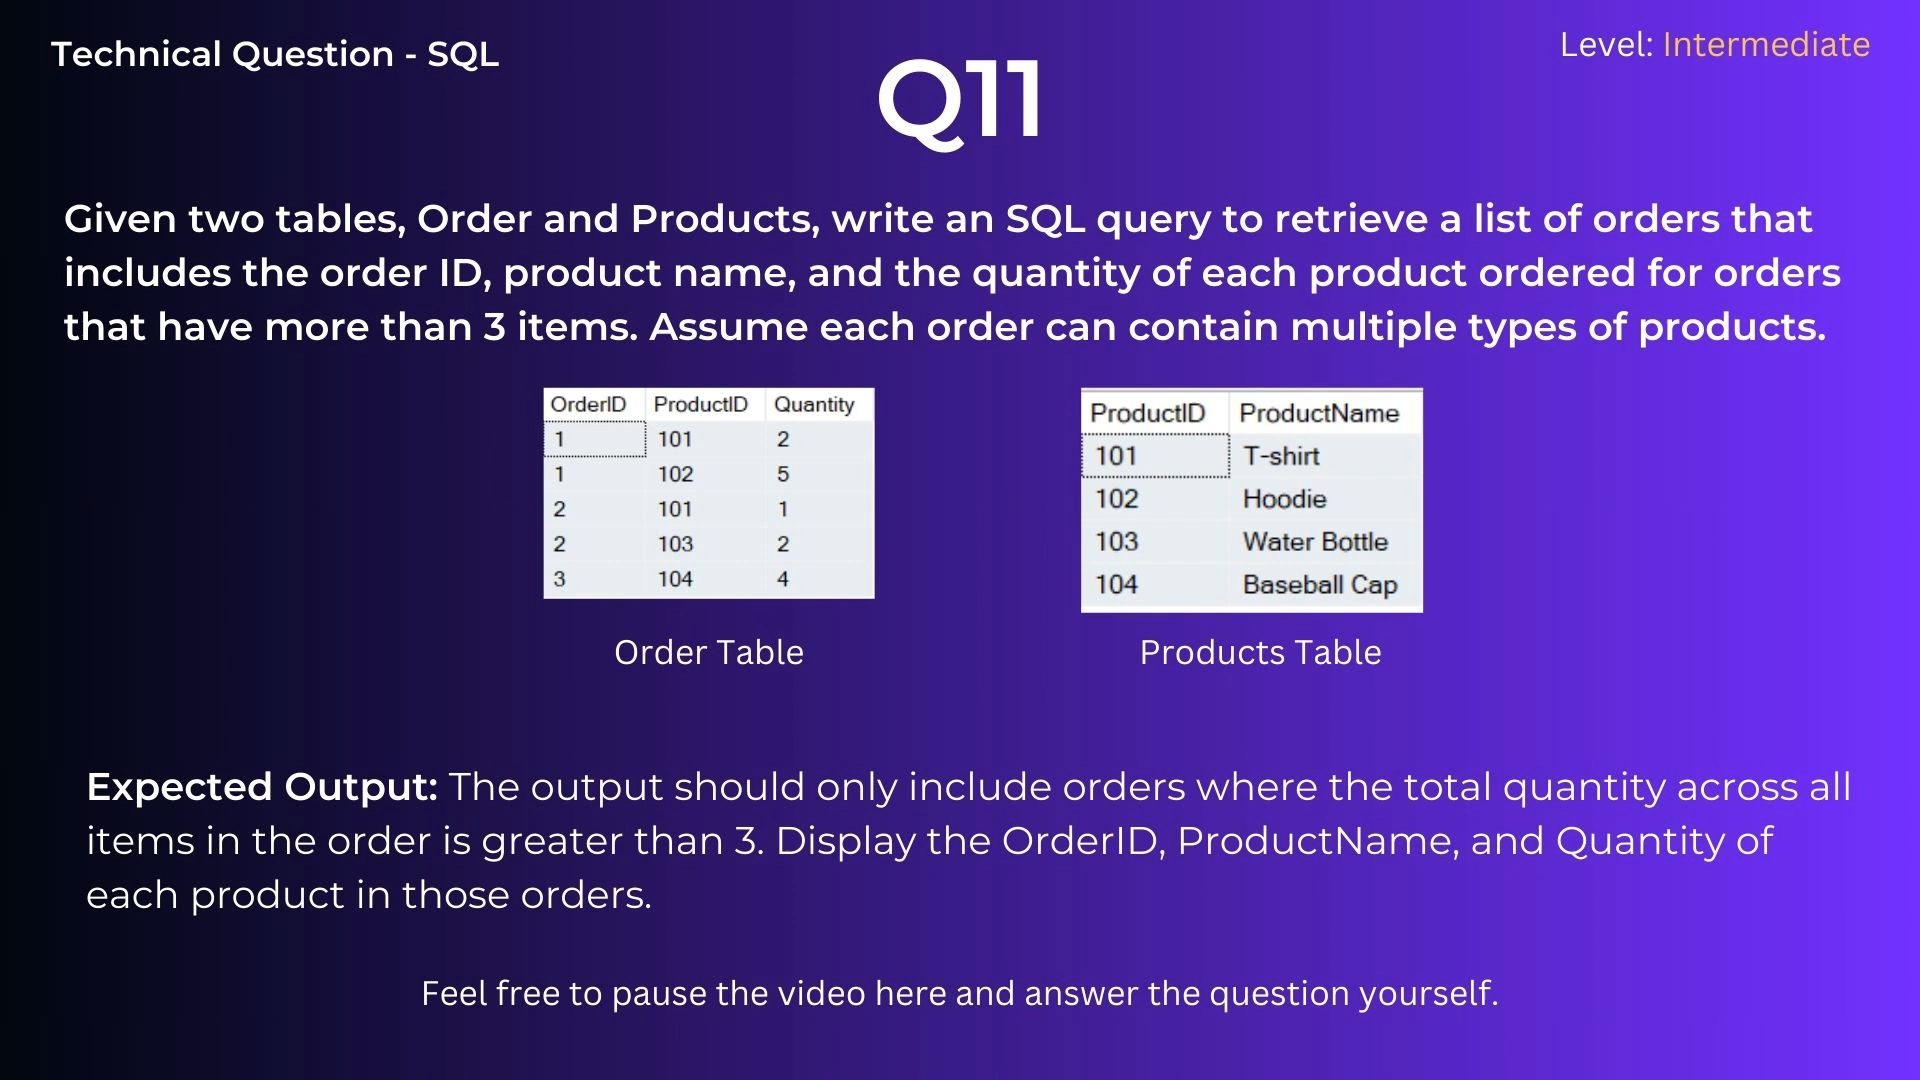 Technical Question - SQL
Level: Intermediate
Q11
Given two tables, Order and Products, write an SQL query to retrieve a list of orders that
includes the order ID, product name, and the quantity of each product ordered for orders
that have more than 3 items. Assume each order can contain multiple types of products.
OrderID ProductID Quantity
1 101 2
1 102 5
2 101 1
2 103 2
3 104 4
Order Table
ProductID ProductName
101 T-shirt
102 Hoodie
103 Water Bottle
104 Baseball Cap
Products Table
Expected Output: The output should only include orders where the total quantity across all
items in the order is greater than 3. Display the OrderID, ProductName, and Quantity of
each product in those orders.
Feel free to pause the video here and answer the question yourself.